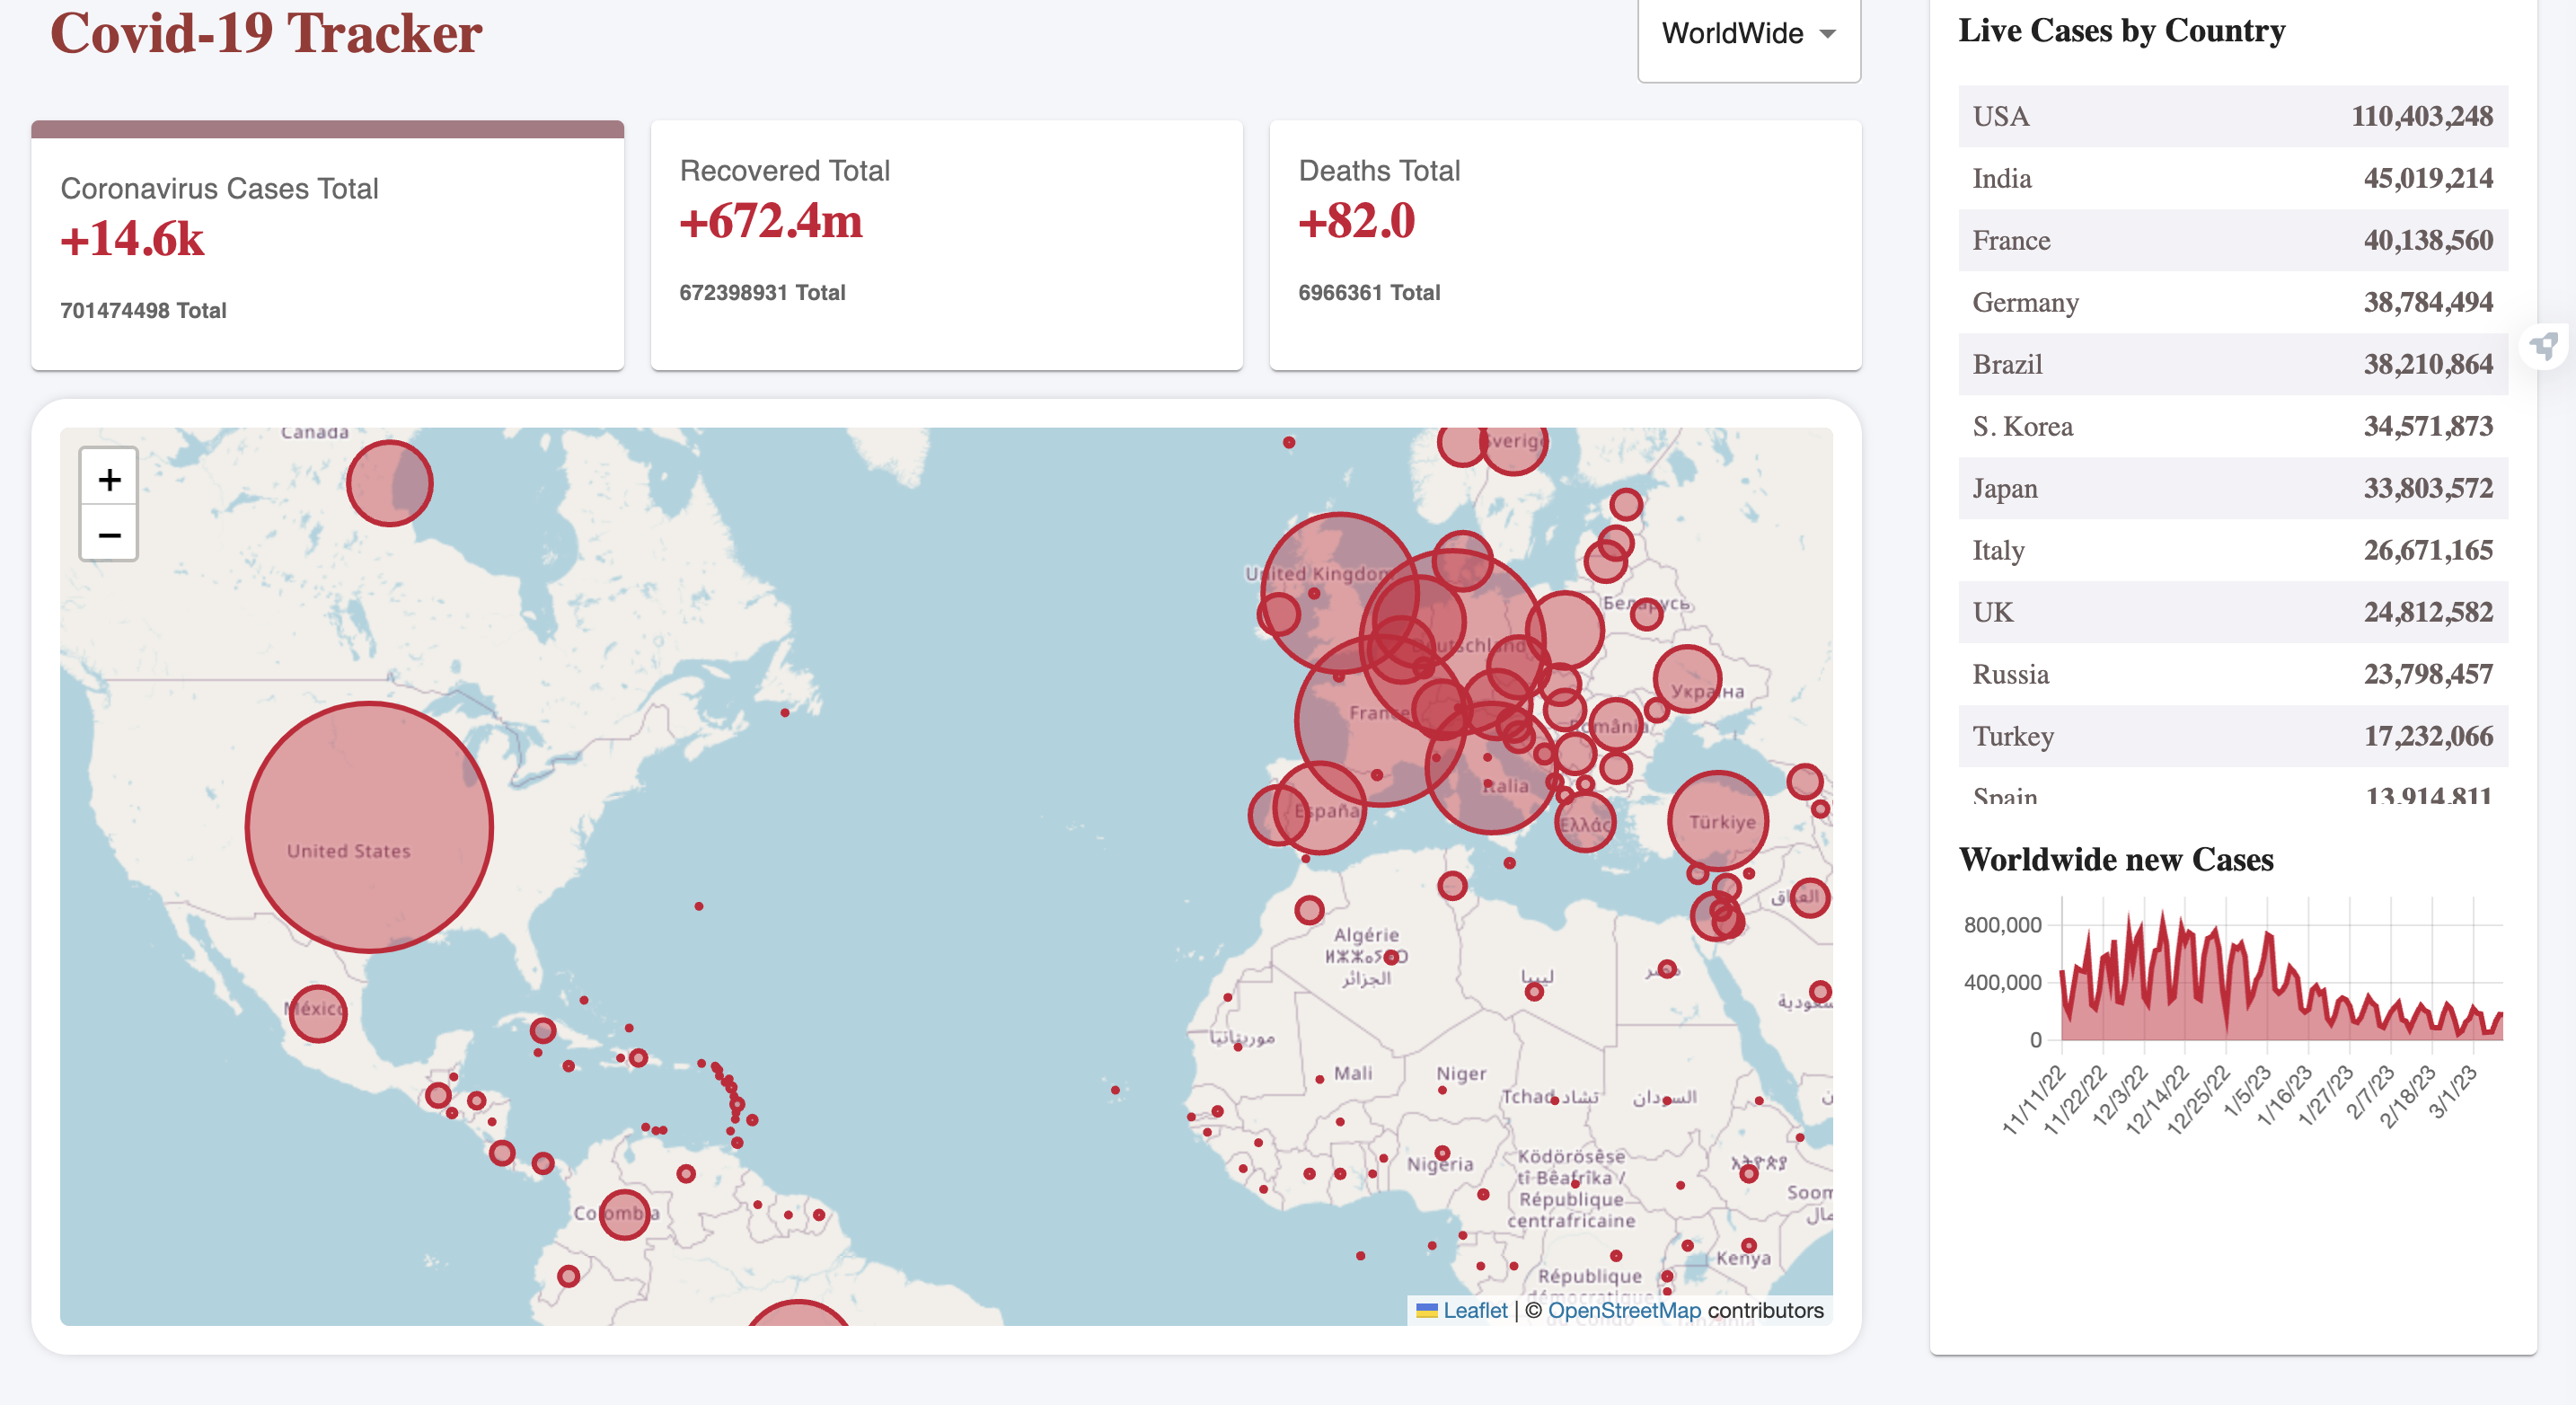 Covid-19 Tracker
WorldWide
Coronavirus Cases Total
+14.6k
701474498 Total
Recovered Total
+672.4m
672398931 Total
Deaths Total
+82.0
6966361 Total
+
−
Canada
Sverige
United Kingdom
Беларусь
Deutschland
Україна
France
România
Italia
España
Ελλάς
Türkiye
United States
México
العراق
Algérie
ⵍⵣⵣⴰⵢⴻⵔ
الجزائر
ليبيا
مصر
السعودية
موريتانيا
Mali
Niger
Tchad تشاد
السودان
Nigeria
Ködörösêse
tî Bêafrîka /
République
centrafricaine
Colombia
Kenya
République
démocratique
Leaflet | © OpenStreetMap contributors
Live Cases by Country
USA 110,403,248
India 45,019,214
France 40,138,560
Germany 38,784,494
Brazil 38,210,864
S. Korea 34,571,873
Japan 33,803,572
Italy 26,671,165
UK 24,812,582
Russia 23,798,457
Turkey 17,232,066
Spain 13,914,811
Worldwide new Cases
800,000
400,000
0
11/11/22
11/22/22
12/3/22
12/14/22
12/25/22
1/5/23
1/16/23
1/27/23
2/7/23
2/18/23
3/1/23